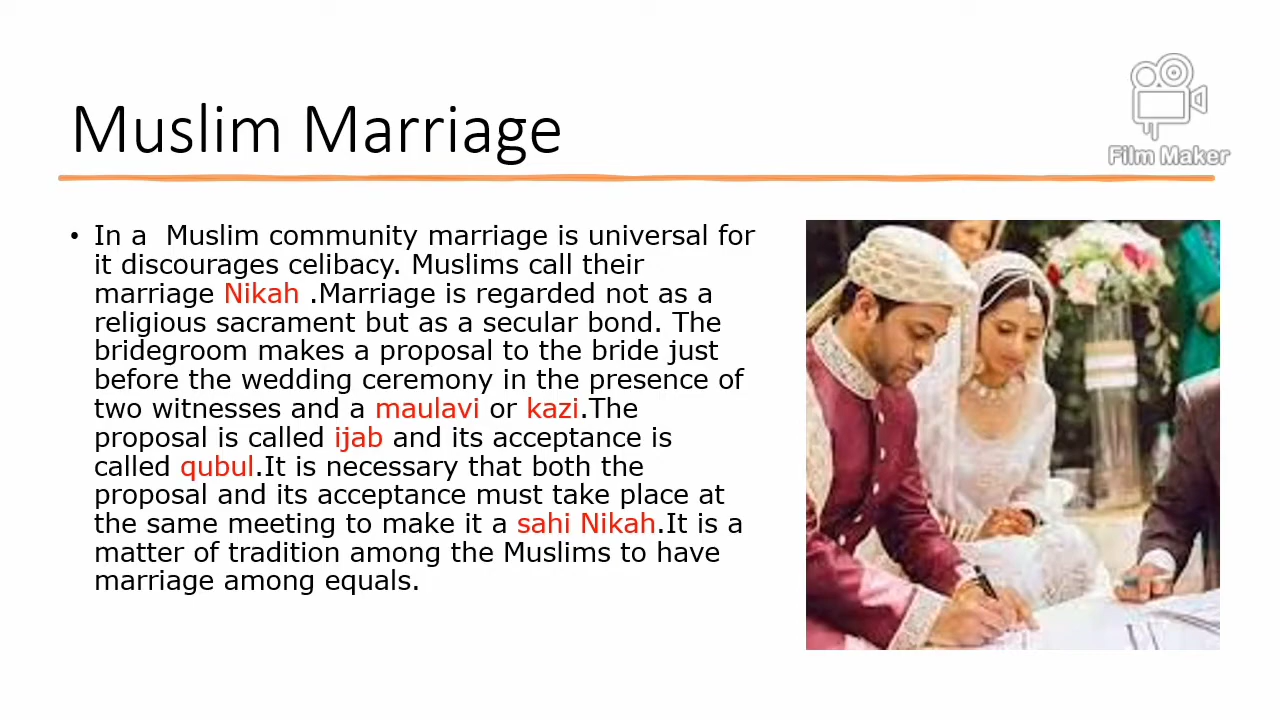 Film Maker
Muslim Marriage
• In a  Muslim community marriage is universal for
it discourages celibacy. Muslims call their
marriage Nikah .Marriage is regarded not as a
religious sacrament but as a secular bond. The
bridegroom makes a proposal to the bride just
before the wedding ceremony in the presence of
two witnesses and a maulavi or kazi.The
proposal is called ijab and its acceptance is
called qubul.It is necessary that both the
proposal and its acceptance must take place at
the same meeting to make it a sahi Nikah.It is a
matter of tradition among the Muslims to have
marriage among equals.